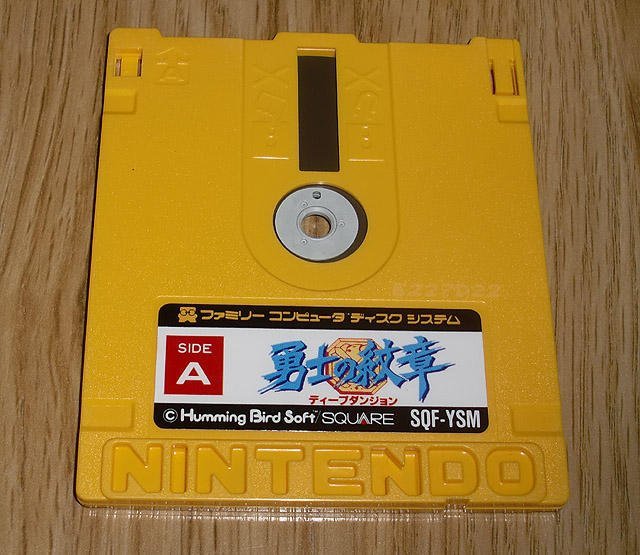 ファミリー コンピュータ ディスク システム
SIDE
A
勇士の紋章
ディープダンジョン
© Humming Bird Soft/SQUARE SQF-YSM
NINTENDO